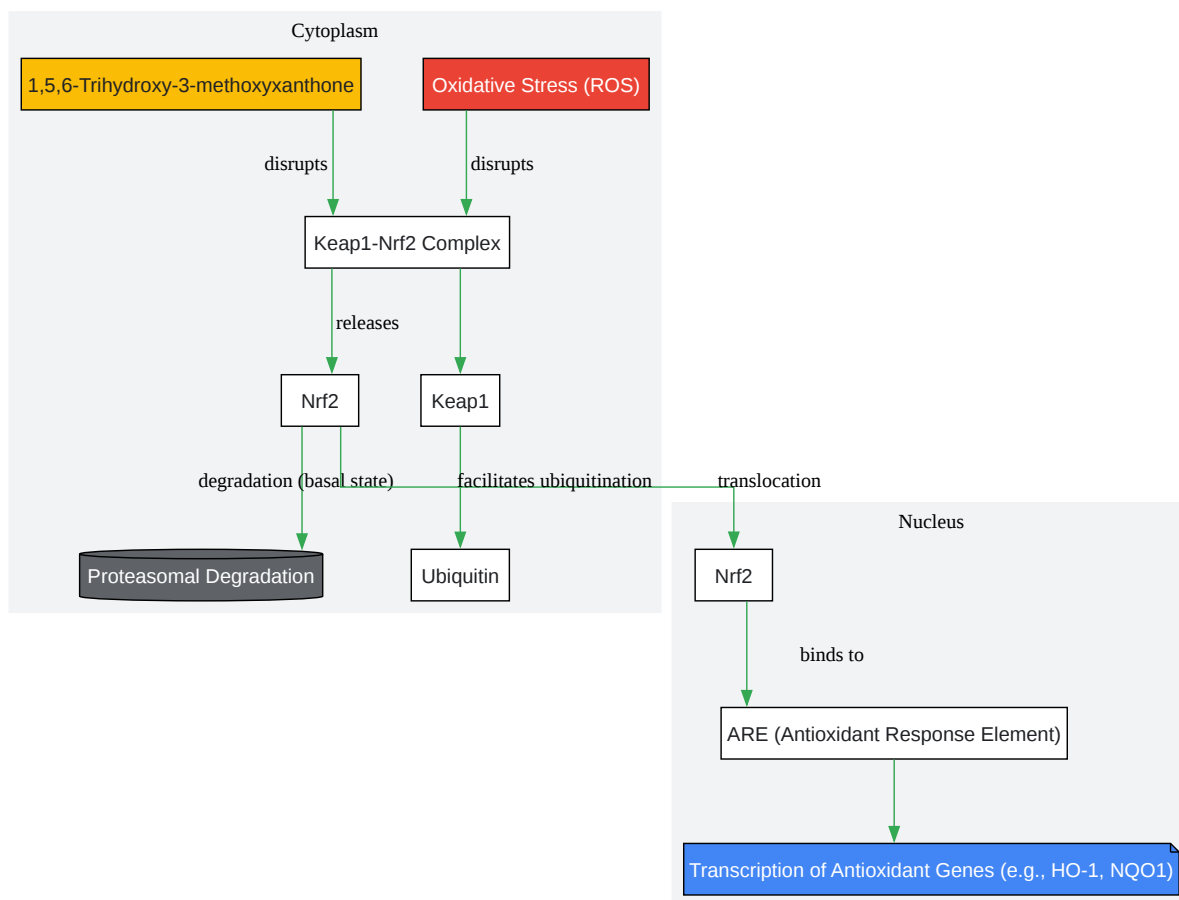 Cytoplasm
1,5,6-Trihydroxy-3-methoxyxanthone
Oxidative Stress (ROS)
disrupts
disrupts
Keap1-Nrf2 Complex
releases
Nrf2
Keap1
degradation (basal state)
facilitates ubiquitination
translocation
Nucleus
Proteasomal Degradation
Ubiquitin
Nrf2
binds to
ARE (Antioxidant Response Element)
Transcription of Antioxidant Genes (e.g., HO-1, NQO1)